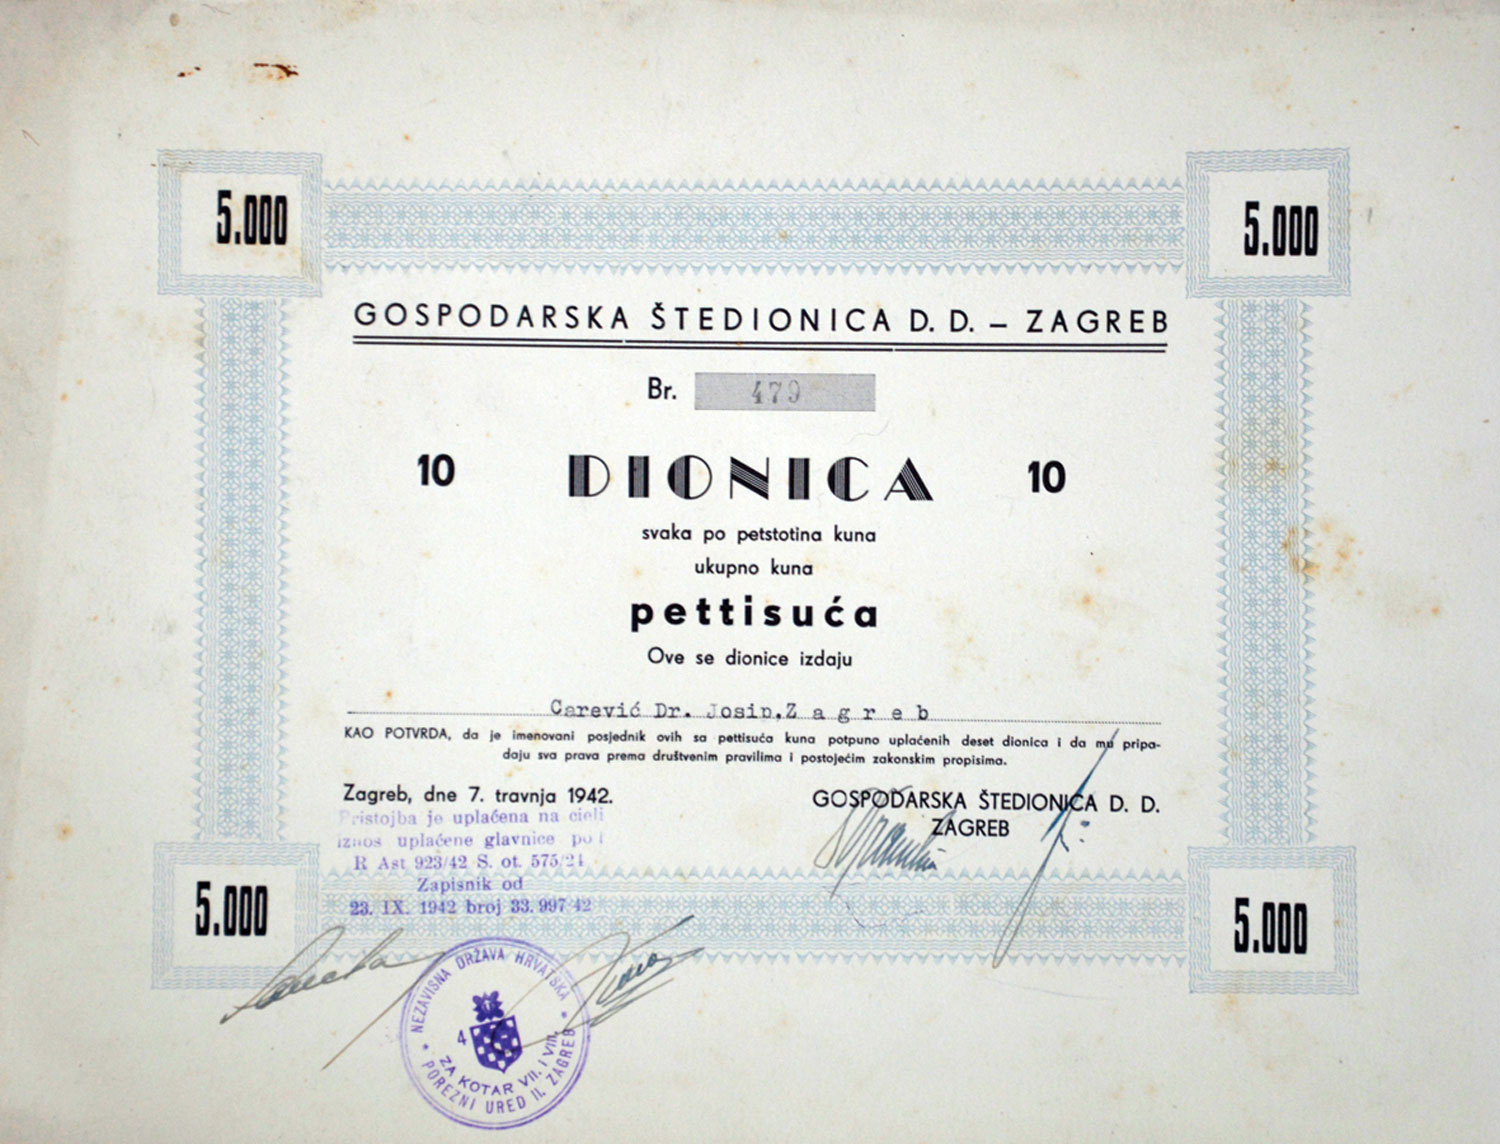 5.000
5.000
GOSPODARSKA ŠTEDIONICA D. D. – ZAGREB
Br. 479
10 DIONICA 10
svaka po petstotina kuna
ukupno kuna
pettisuća
Ove se dionice izdaju
Carević Dr. Josip,Z a g r e b
KAO POTVRDA, da je imenovani posjednik ovih sa pettisuća kuna potpuno uplaćenih deset dionica i da mu pripa-
daju sva prava prema društvenim pravilima i postojećim zakonskim propisima.
Zagreb, dne 7. travnja 1942.
GOSPODARSKA ŠTEDIONICA D. D.
ZAGREB
Pristojba je uplaćena na cieli
iznos uplaćene glavnice po
R Ast 923/42 S. ot. 575/24
Zapisnik od
23. IX. 1942 broj 33.997 42
5.000
5.000
NEZAVISNA DRŽAVA HRVATSKA
4
ZA KOTAR VII. I VIII.
* POREZNI URED II. ZAGREB *